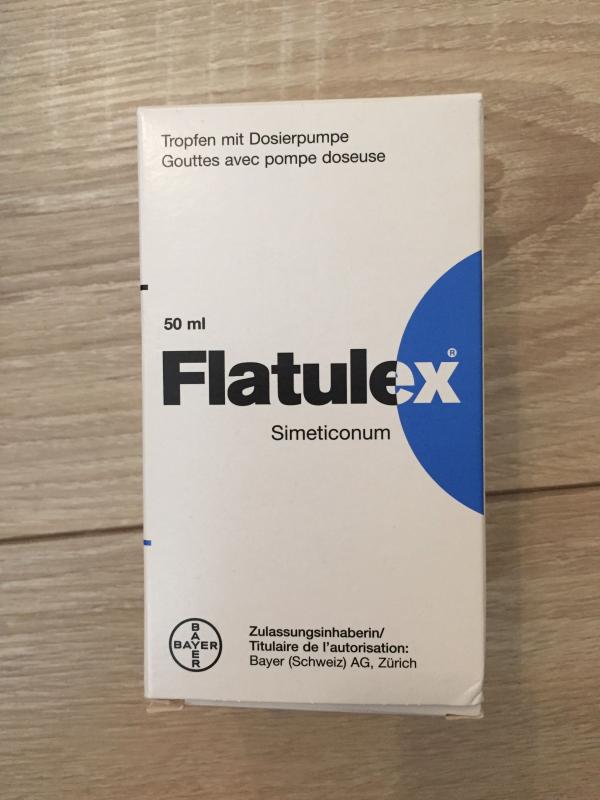 Tropfen mit Dosierpumpe
Gouttes avec pompe doseuse
50 ml
Flatulex®
Simeticonum
BAYER
BAYER
Zulassungsinhaberin/
Titulaire de l'autorisation:
Bayer (Schweiz) AG, Zürich